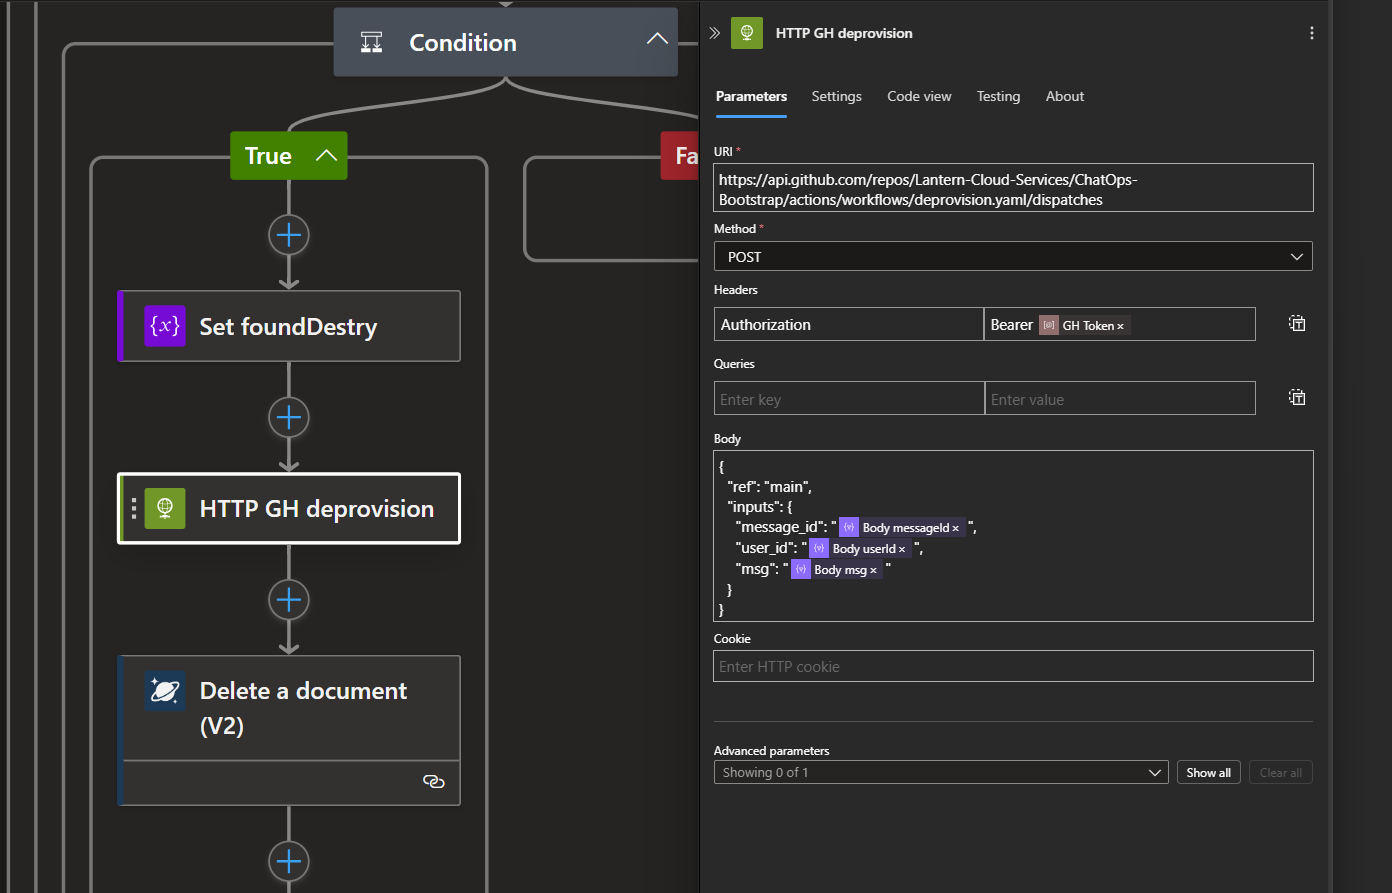 Condition
True
Fa
{x} Set foundDestry
HTTP GH deprovision
Delete a document
(V2)
HTTP GH deprovision
Parameters Settings Code view Testing About
URI *
https://api.github.com/repos/Lantern-Cloud-Services/ChatOps-
Bootstrap/actions/workflows/deprovision.yaml/dispatches
Method *
POST
Headers
Authorization Bearer [@] GH Token ×
Queries
Enter key Enter value
Body
{
"ref": "main",
"inputs": {
"message_id": " {v} Body messageId × ",
"user_id": " {v} Body userId × ",
"msg": " {v} Body msg × "
}
}
Cookie
Enter HTTP cookie
Advanced parameters
Showing 0 of 1 Show all Clear all